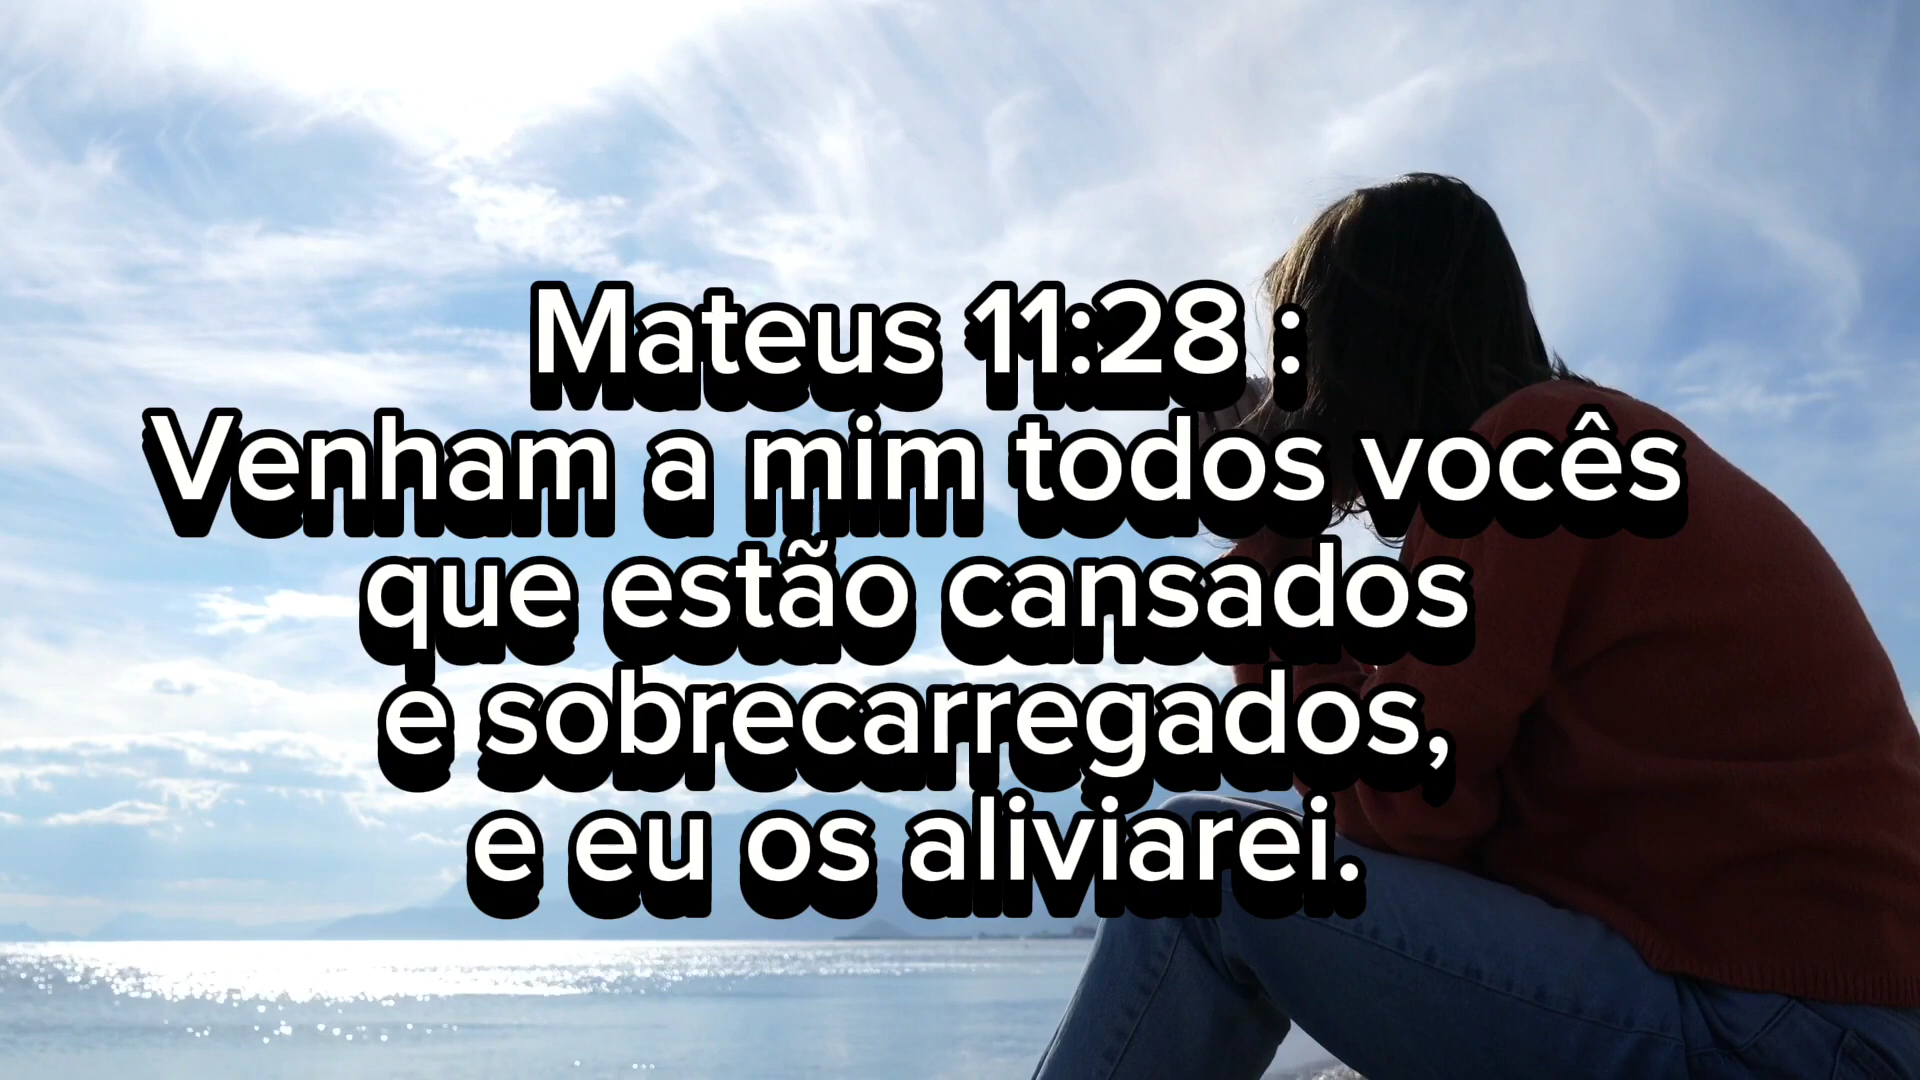 Mateus 11:28 :
Venham a mim todos vocês
que estão cansados
e sobrecarregados,
e eu os aliviarei.